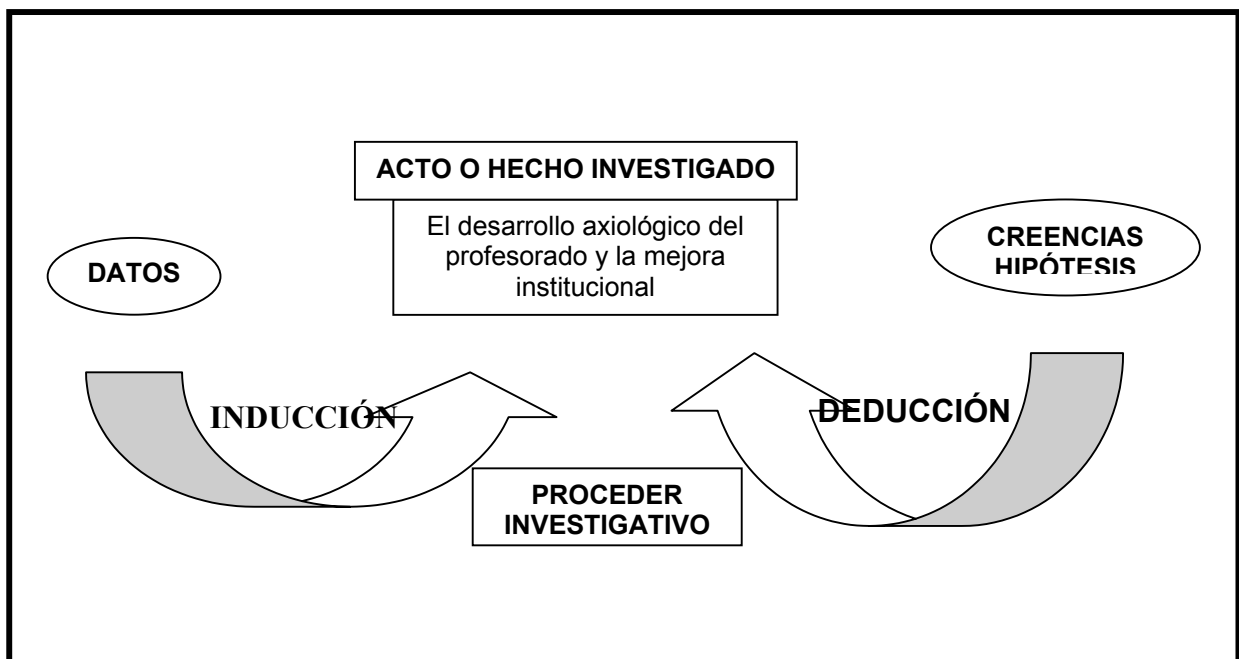 ACTO O HECHO INVESTIGADO
El desarrollo axiológico del
profesorado y la mejora
institucional
DATOS
CREENCIAS
HIPÓTESIS
INDUCCIÓN
DEDUCCIÓN
PROCEDER
INVESTIGATIVO